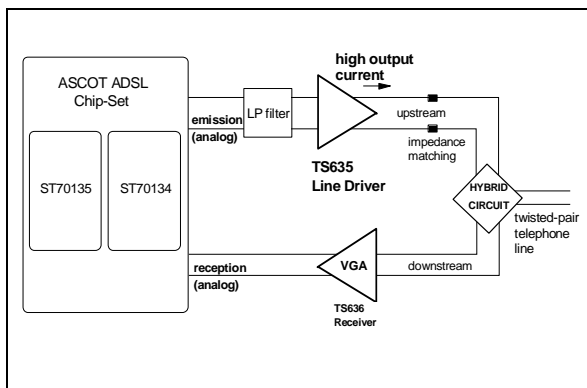 ASCOT ADSL
Chip-Set
ST70135
ST70134
emission
(analog)
LP filter
high output
current
TS635
Line Driver
upstream
impedance
matching
HYBRID
CIRCUIT
twisted-pair
telephone
line
reception
(analog)
VGA
TS636
Receiver
downstream